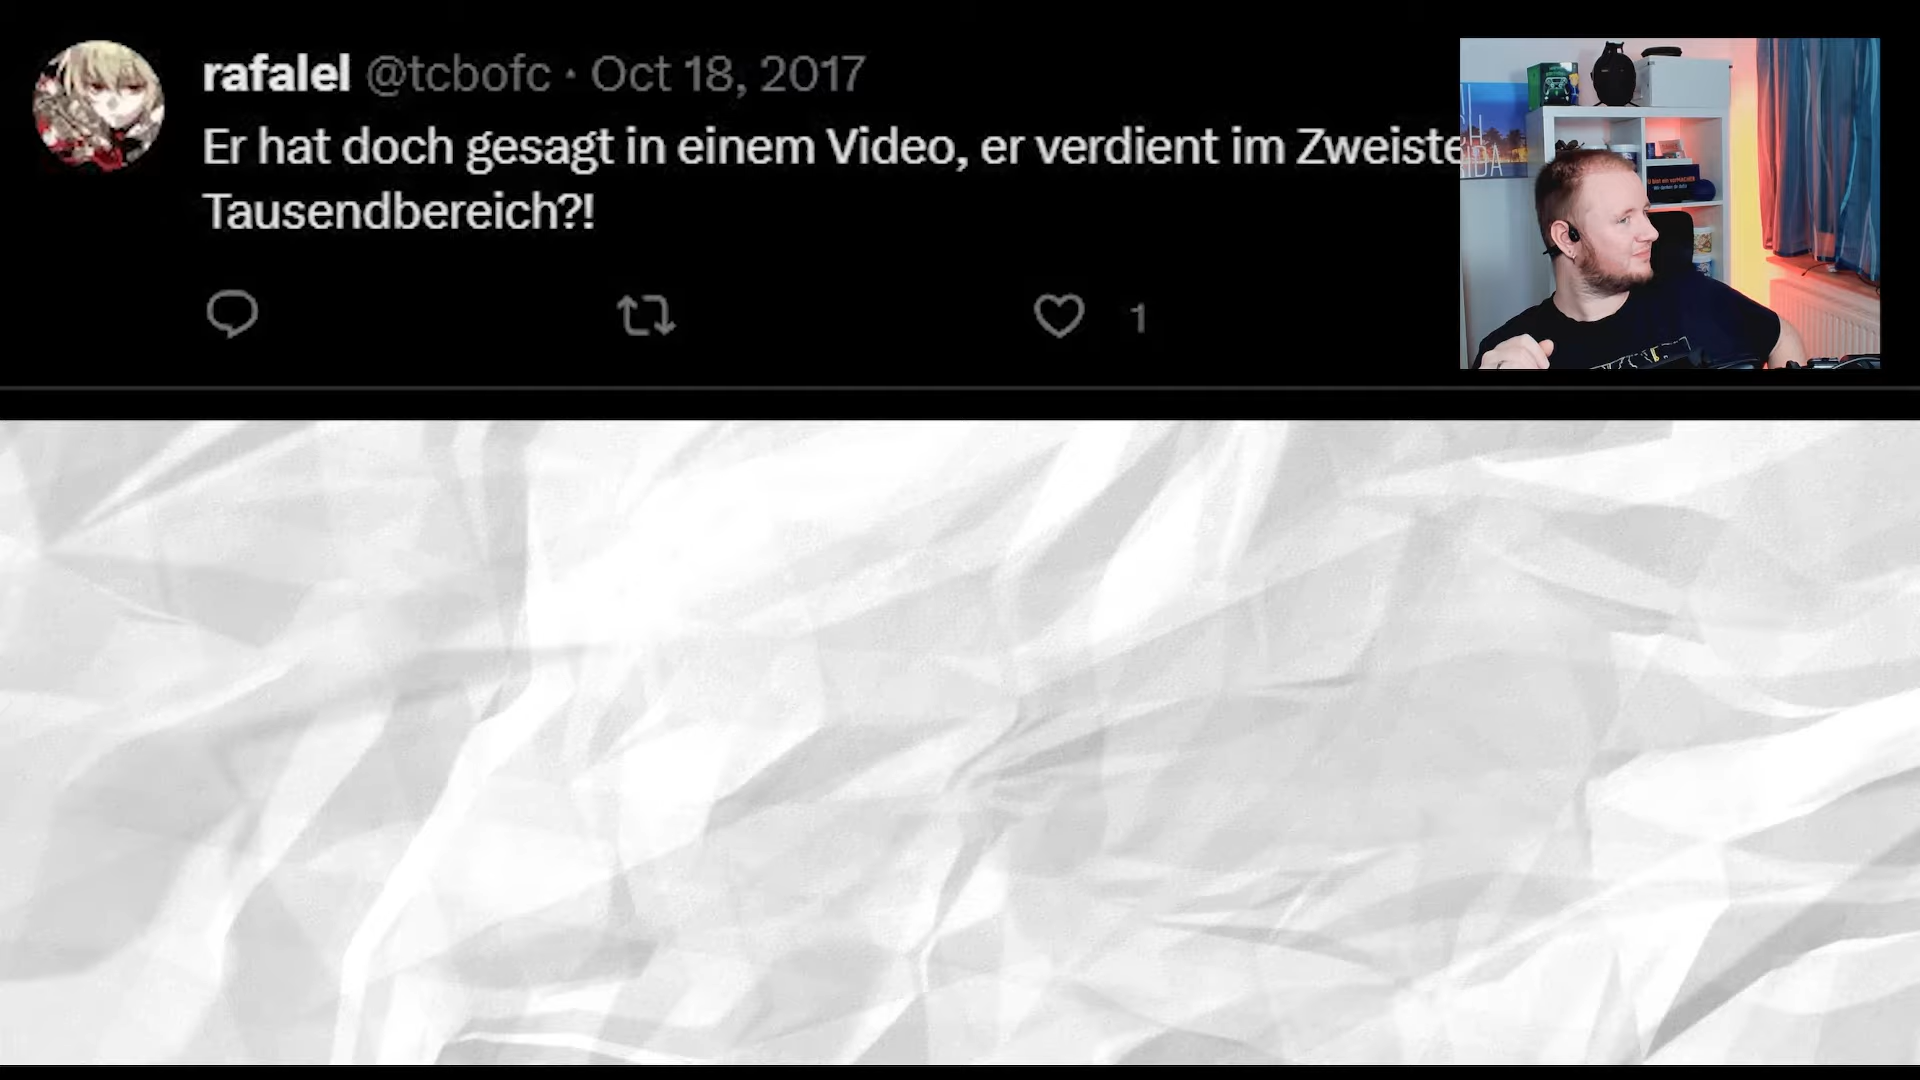 rafalel @tcbofc · Oct 18, 2017
Er hat doch gesagt in einem Video, er verdient im Zweiste
Tausendbereich?!
1